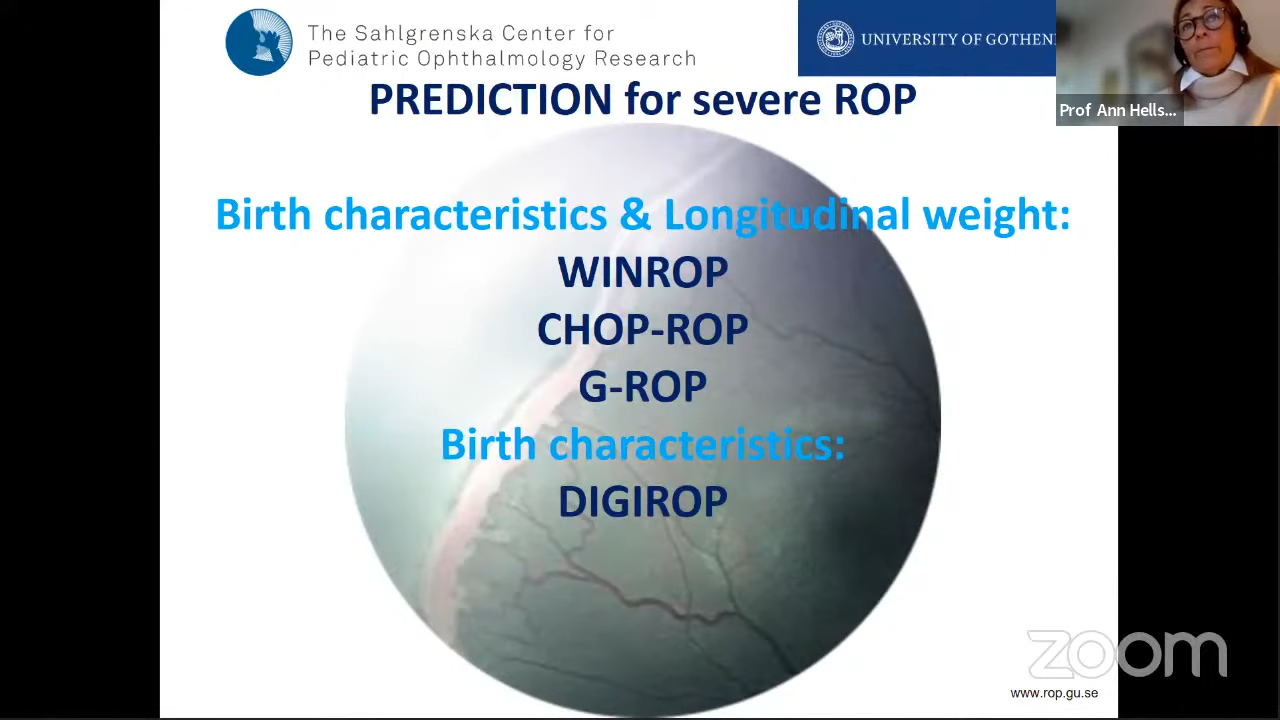 The Sahlgrenska Center for
Pediatric Ophthalmology Research
UNIVERSITY OF GOTHEN
Prof Ann Hells...
PREDICTION for severe ROP
Birth characteristics & Longitudinal weight:
WINROP
CHOP-ROP
G-ROP
Birth characteristics:
DIGIROP
zoom
www.rop.gu.se